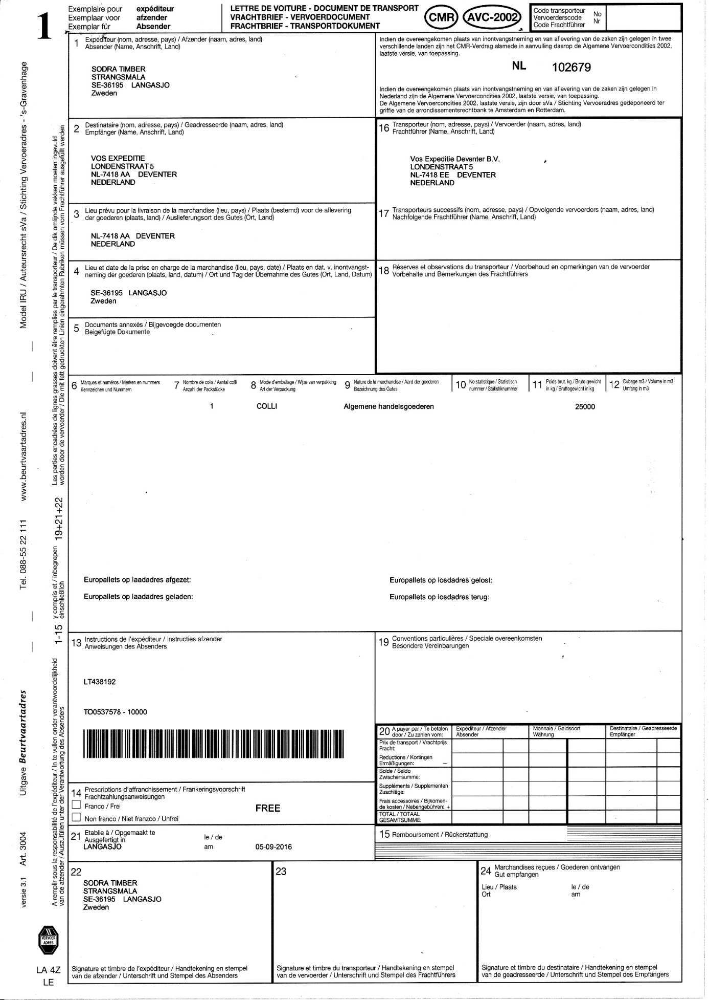 1
Exemplaire pour expéditeur
Exemplaar voor afzender
Exemplar für Absender
LETTRE DE VOITURE - DOCUMENT DE TRANSPORT
VRACHTBRIEF - VERVOERDOCUMENT
FRACHTBRIEF - TRANSPORTDOKUMENT
CMR
AVC-2002
Code transporteur No
Vervoerderscode Nr
Code Frachtführer
1 Expéditeur (nom, adresse, pays) / Afzender (naam, adres, land)
Absender (Name, Anschrift, Land)
SODRA TIMBER
STRANGSMALA
SE-36195 LANGASJO
Zweden
Indien de overeengekomen plaats van inontvangstneming en van aflevering van de zaken zijn gelegen in twee
verschillende landen zijn het CMR-Verdrag alsmede in aanvulling daarop de Algemene Vervoercondities 2002,
laatste versie, van toepassing.
NL 102679
Indien de overeengekomen plaats van inontvangstneming en van aflevering van de zaken zijn gelegen in
Nederland zijn de Algemene Vervoercondities 2002, laatste versie, van toepassing.
De Algemene Vervoercondities 2002, laatste versie, zijn door sVa / Stichting Vervoeradres gedeponeerd ter
griffie van de arrondissementsrechtbank te Amsterdam en Rotterdam.
2 Destinataire (nom, adresse, pays) / Geadresseerde (naam, adres, land)
Empfänger (Name, Anschrift, Land)
VOS EXPEDITIE
LONDENSTRAAT 5
NL-7418 AA DEVENTER
NEDERLAND
16 Transporteur (nom, adresse, pays) / Vervoerder (naam, adres, land)
Frachtführer (Name, Anschrift, Land)
Vos Expeditie Deventer B.V.
LONDENSTRAAT 5
NL-7418 EE DEVENTER
NEDERLAND
3 Lieu prévu pour la livraison de la marchandise (lieu, pays) / Plaats (bestemd) voor de aflevering
der goederen (plaats, land) / Auslieferungsort des Gutes (Ort, Land)
NL-7418 AA DEVENTER
NEDERLAND
17 Transporteurs successifs (nom, adresse, pays) / Opvolgende vervoerders (naam, adres, land)
Nachfolgende Frachtführer (Name, Anschrift, Land)
4 Lieu et date de la prise en charge de la marchandise (lieu, pays, date) / Plaats en dat. v. inontvangst-
neming der goederen (plaats, land, datum) / Ort und Tag der Übernahme des Gutes (Ort, Land, Datum)
SE-36195 LANGASJO
Zweden
18 Réserves et observations du transporteur / Voorbehoud en opmerkingen van de vervoerder
Vorbehalte und Bemerkungen des Frachtführers
5 Documents annexés / Bijgevoegde documenten
Beigefügte Dokumente
6 Marques et numéros / Merken en nummers
Kennzeichen und Nummern
7 Nombre de colis / Aantal colli
Anzahl der Packstücke
8 Mode d'emballage / Wijze van verpakking
Art der Verpackung
9 Nature de la marchandise / Aard der goederen
Bezeichnung des Gutes
10 No statistique / Statistisch
nummer / Statistiknummer
11 Poids brut. kg / Bruto gewicht
in kg / Bruttogewicht in kg
12 Cubage m3 / Volume in m3
Umfang in m3
1 COLLI Algemene handelsgoederen 25000
Europallets op laadadres afgezet: Europallets op losdadres gelost:
Europallets op laadadres geladen: Europallets op losdadres terug:
13 Instructions de l'expéditeur / Instructies afzender
Anweisungen des Absenders
LT438192
TO0537578 - 10000
19 Conventions particulières / Speciale overeenkomsten
Besondere Vereinbarungen
20 A payer par / Te betalen
door / Zu zahlen vom:
Expéditeur / Afzender
Absender
Monnaie / Geldsoort
Währung
Destinataire / Geadresseerde
Empfänger
Prix de transport / Vrachtprijs
Fracht:
Reductions / Kortingen
Ermäßigungen: –
Solde / Saldo
Zwischensumme:
Suppléments / Supplementen
Zuschläge:
Frais accessoires / Bijkomen-
de kosten / Nebengebühren: +
TOTAL / TOTAAL
GESAMTSUMME:
14 Prescriptions d'affranchissement / Frankeringsvoorschrift
Frachtzahlungsanweisungen
Franco / Frei
Non franco / Niet franzco / Unfrei
FREE
21 Etablie à / Opgemaakt te le / de
Ausgefertigt in am
LANGASJO 05-09-2016
15 Remboursement / Rückerstattung
22
SODRA TIMBER
STRANGSMALA
SE-36195 LANGASJO
Zweden
Signature et timbre de l'expéditeur / Handtekening en stempel
van de afzender / Unterschrift und Stempel des Absenders
23
Signature et timbre du transporteur / Handtekening en stempel
van de vervoerder / Unterschrift und Stempel des Frachtführers
24 Marchandises reçues / Goederen ontvangen
Gut empfangen
Lieu / Plaats le / de
Ort am
Signature et timbre du destinataire / Handtekening en stempel
van de geadresseerde / Unterschrift und Stempel des Empfängers
versie 3.1 Art. 3004 Uitgave Beurtvaartadres Tel. 088-55 22 111 www.beurtvaartadres.nl Model IRU / Auteursrecht sVa / Stichting Vervoeradres - 's-Gravenhage
A remplir sous la responsabilité de l'expéditeur / In te vullen onder verantwoordelijkheid
van de afzender / Auszufüllen unter der Verantwortung des Absenders
1-15 y compris et / inbegrepen
einschließlich 19+21+22
Les parties encadrées de lignes grasses doivent être remplies par le transporteur / De dik omlijnde vakken moeten ingevuld
worden door de vervoerder / Die mit fett gedruckten Linien eingerahmten Rubriken müssen vom Frachtführer ausgefüllt werden
VERVOER
ADRES
LA 4Z
LE